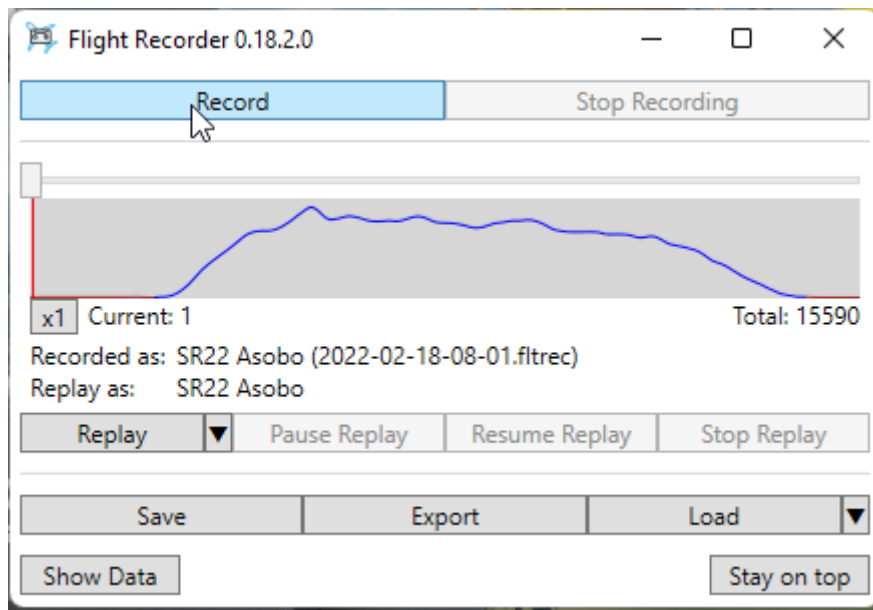 Flight Recorder 0.18.2.0
Record Stop Recording
x1 Current: 1 Total: 15590
Recorded as: SR22 Asobo (2022-02-18-08-01.fltrec)
Replay as: SR22 Asobo
Replay Pause Replay Resume Replay Stop Replay
Save Export Load
Show Data Stay on top